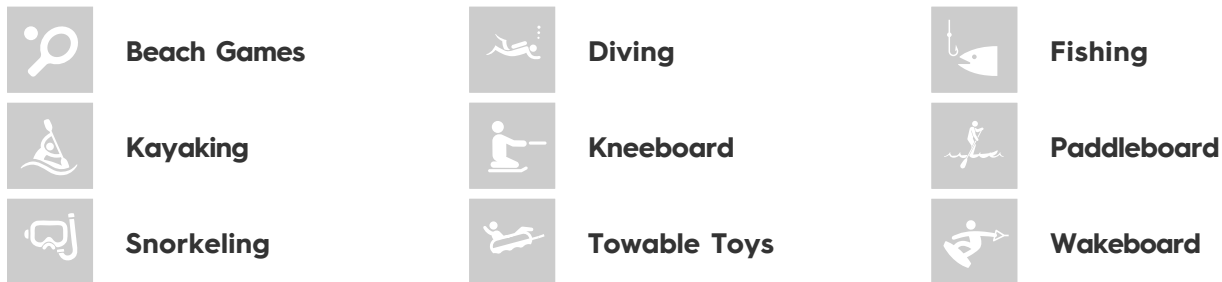 Beach Games
Diving
Fishing
Kayaking
Kneeboard
Paddleboard
Snorkeling
Towable Toys
Wakeboard